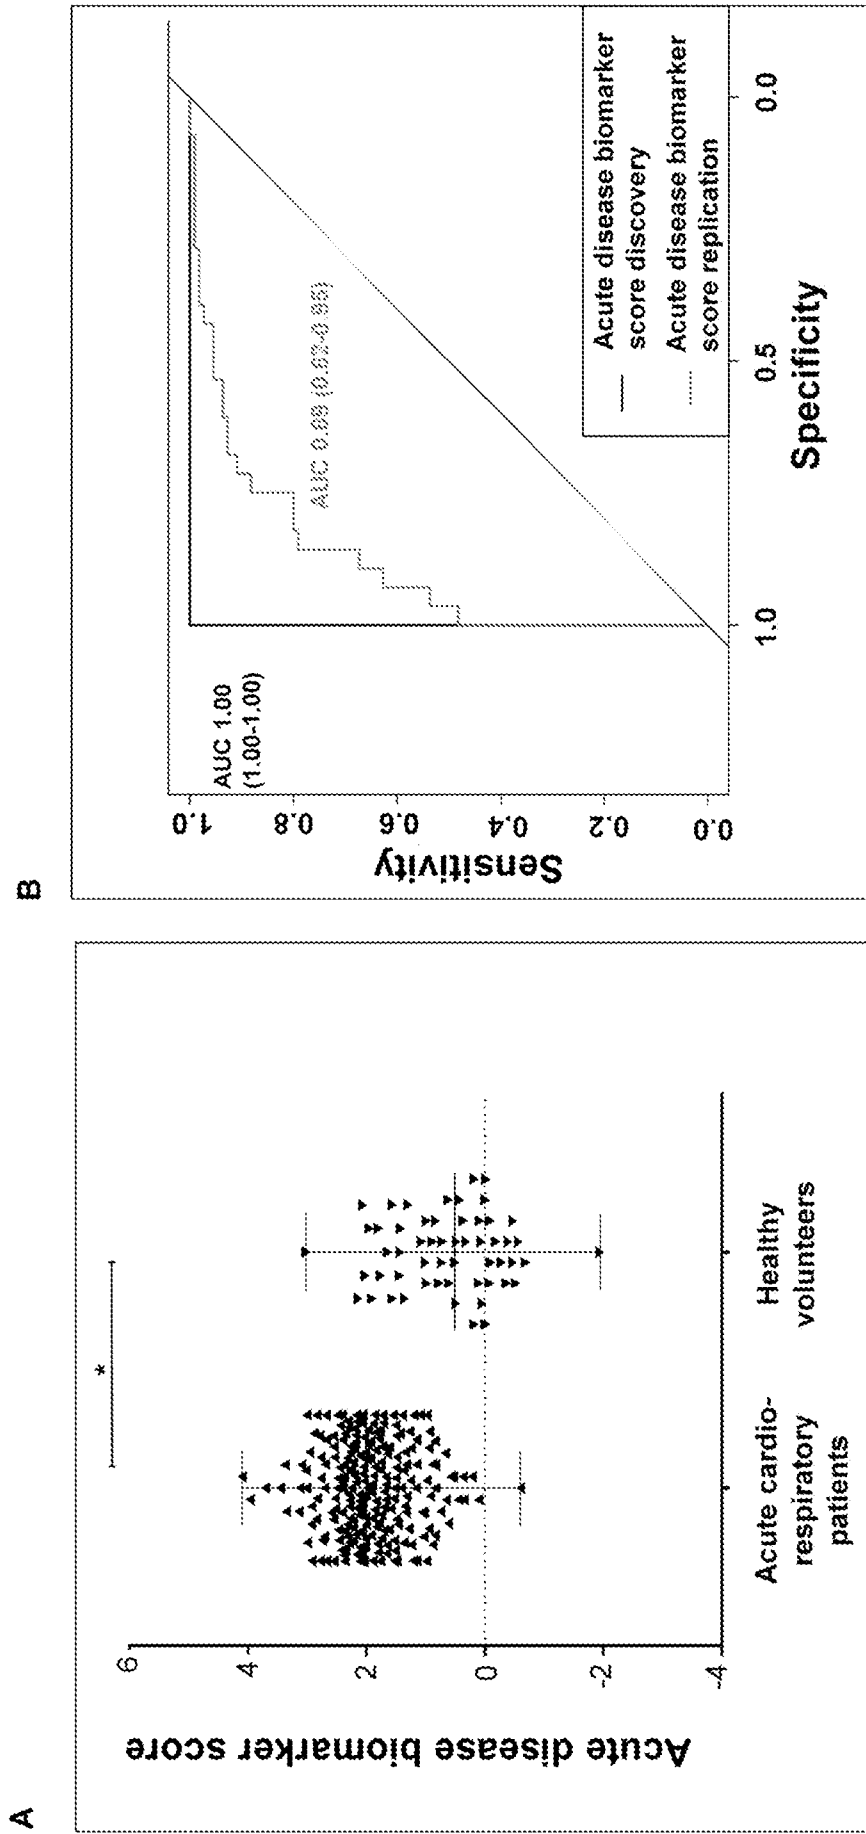 A
Acute disease biomarker score
6
4
2
0
-2
-4
*
Acute cardio-
respiratory
patients
Healthy
volunteers
B
Sensitivity
1.0
0.8
0.6
0.4
0.2
0.0
AUC 1.00
(1.00-1.00)
AUC
1.0
0.5
0.0
Specificity
Acute disease biomarker
score discovery
Acute disease biomarker
score replication